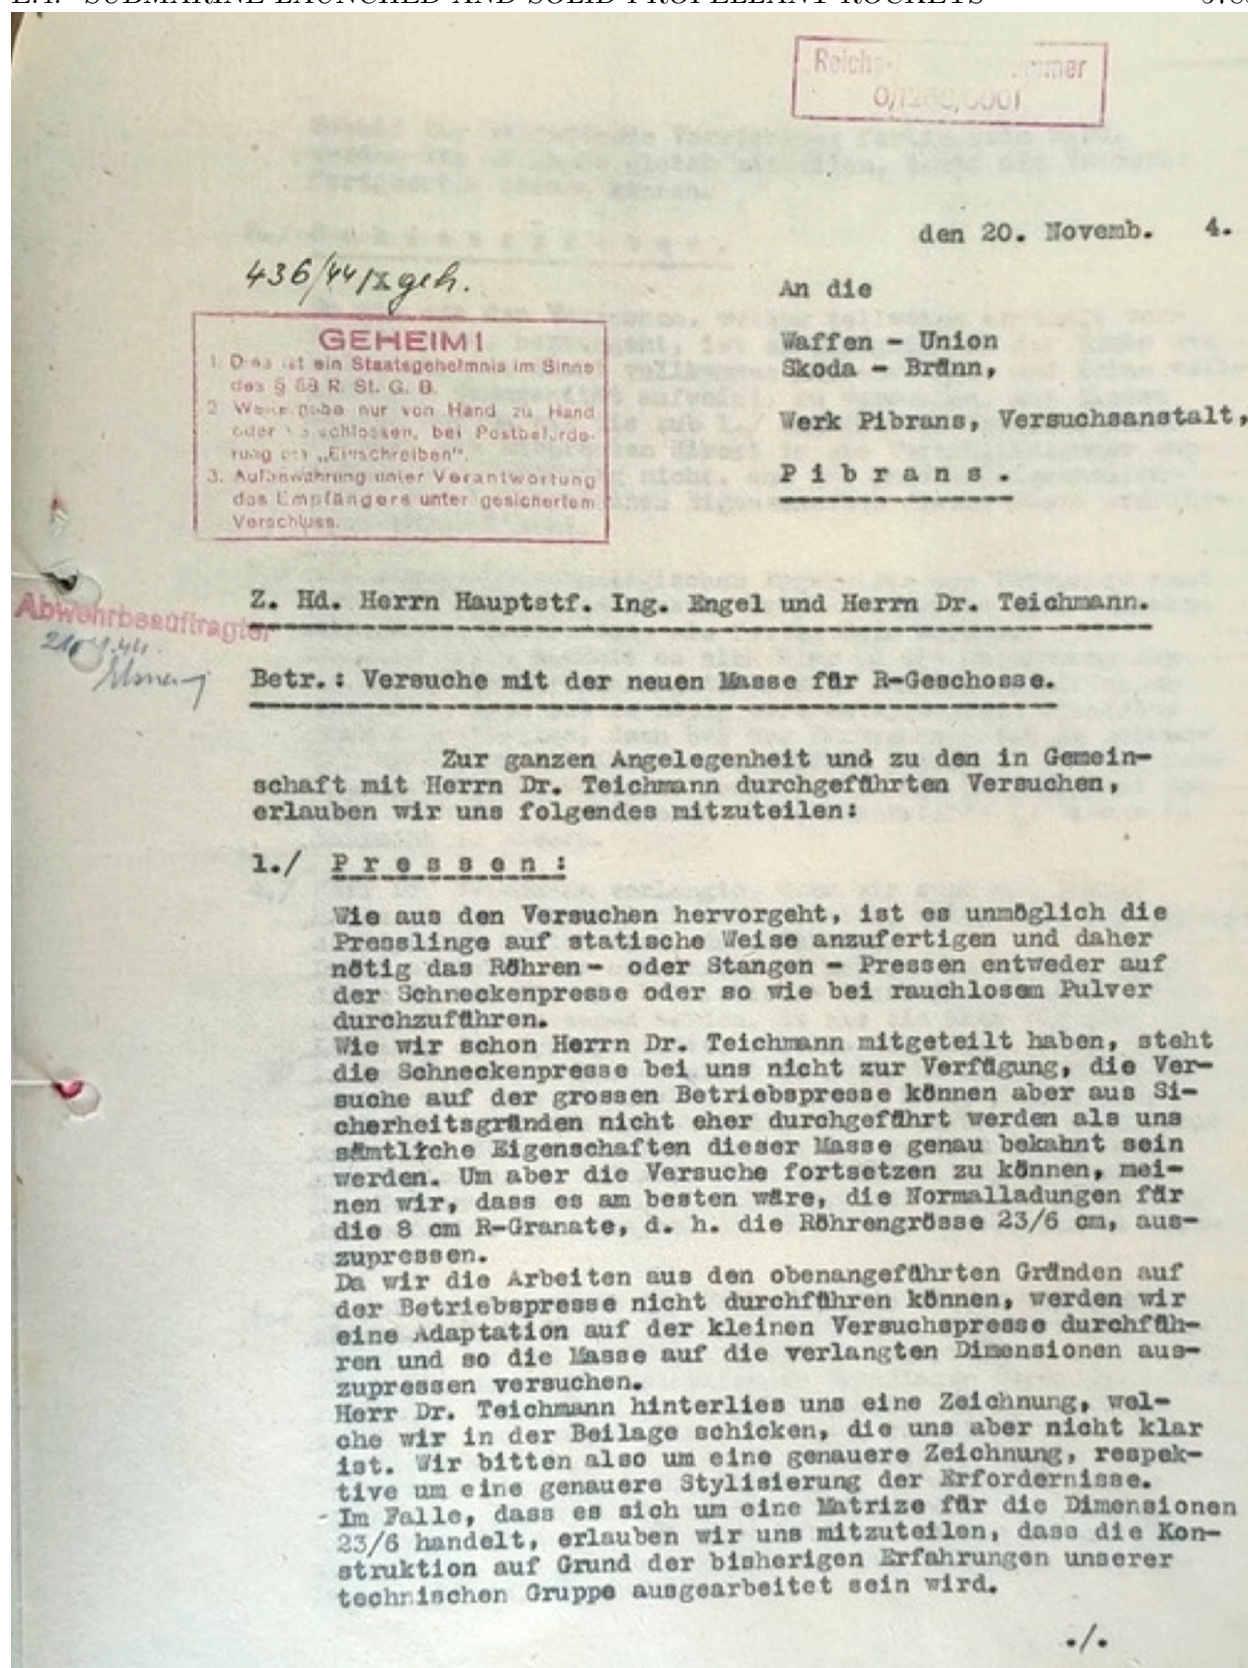 SUBMARINE LAUNCHED AND SOLID PROPELLANT ROCKETS
Reichs- mmer
0/1266/0001
den 20. Novemb. 4.
436/44 geh.
An die
GEHEIM!
1. Dies ist ein Staatsgeheimnis im Sinne
des § 88 R. St. G. B.
2. Weitergabe nur von Hand zu Hand
oder verschlossen, bei Postbeförde-
rung als „Einschreiben".
3. Aufbewahrung unter Verantwortung
des Empfängers unter gesichertem
Verschluss.
Waffen - Union
Skoda - Brünn,
Werk Pibrans, Versuchsanstalt,
P i b r a n s .
Abwehrbeauftragter
Z. Hd. Herrn Hauptstf. Ing. Engel und Herrn Dr. Teichmann.
Betr.: Versuche mit der neuen Masse für R-Geschosse.
Zur ganzen Angelegenheit und zu den in Gemein-
schaft mit Herrn Dr. Teichmann durchgeführten Versuchen,
erlauben wir uns folgendes mitzuteilen:
1./ P r e s s e n :
Wie aus den Versuchen hervorgeht, ist es unmöglich die
Presslinge auf statische Weise anzufertigen und daher
nötig das Röhren- oder Stangen - Pressen entweder auf
der Schneckenpresse oder so wie bei rauchlosem Pulver
durchzuführen.
Wie wir schon Herrn Dr. Teichmann mitgeteilt haben, steht
die Schneckenpresse bei uns nicht zur Verfügung, die Ver-
suche auf der grossen Betriebspresse können aber aus Si-
cherheitsgründen nicht eher durchgeführt werden als uns
sämtliche Eigenschaften dieser Masse genau bekahnt sein
werden. Um aber die Versuche fortsetzen zu können, mei-
nen wir, dass es am besten wäre, die Normalladungen für
die 8 cm R-Granate, d. h. die Röhrengrösse 23/6 cm, aus-
zupressen.
Da wir die Arbeiten aus den obenangeführten Gründen auf
der Betriebspresse nicht durchführen können, werden wir
eine Adaptation auf der kleinen Versuchspresse durchfüh-
ren und so die Masse auf die verlangten Dimensionen aus-
zupressen versuchen.
Herr Dr. Teichmann hinterlies uns eine Zeichnung, wel-
che wir in der Beilage schicken, die uns aber nicht klar
ist. Wir bitten also um eine genauere Zeichnung, respek-
tive um eine genauere Stylisierung der Erfordernisse.
- Im Falle, dass es sich um eine Matrize für die Dimensionen
23/6 handelt, erlauben wir uns mitzuteilen, dass die Kon-
struktion auf Grund der bisherigen Erfahrungen unserer
technischen Gruppe ausgearbeitet sein wird.
./.